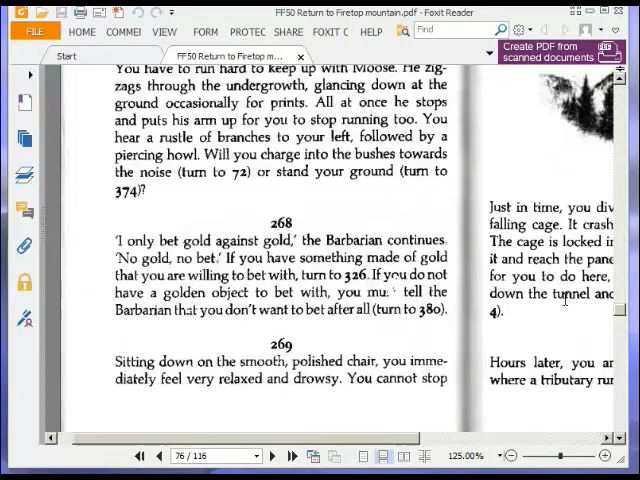 FF50 Return to Firetop mountain.pdf - Foxit Reader
FILE HOME COMMEI VIEW FORM PROTEC SHARE FOXIT C Find
Start FF50 Return to Firetop m...
Create PDF from
scanned documents
You have to run hard to keep up with Moose. He zig-
zags through the undergrowth, glancing down at the
ground occasionally for prints. All at once he stops
and puts his arm up for you to stop running too. You
hear a rustle of branches to your left, followed by a
piercing howl. Will you charge into the bushes towards
the noise (turn to 72) or stand your ground (turn to
374)?
268
'I only bet gold against gold,' the Barbarian continues.
'No gold, no bet.' If you have something made of gold
that you are willing to bet with, turn to 326. If you do not
have a golden object to bet with, you must tell the
Barbarian that you don't want to bet after all (turn to 380).
269
Sitting down on the smooth, polished chair, you imme-
diately feel very relaxed and drowsy. You cannot stop
Just in time, you div
falling cage. It crash
The cage is locked in
it and reach the pane
for you to do here,
down the tunnel and
4).
Hours later, you ar
where a tributary rur
76 / 116
125.00%